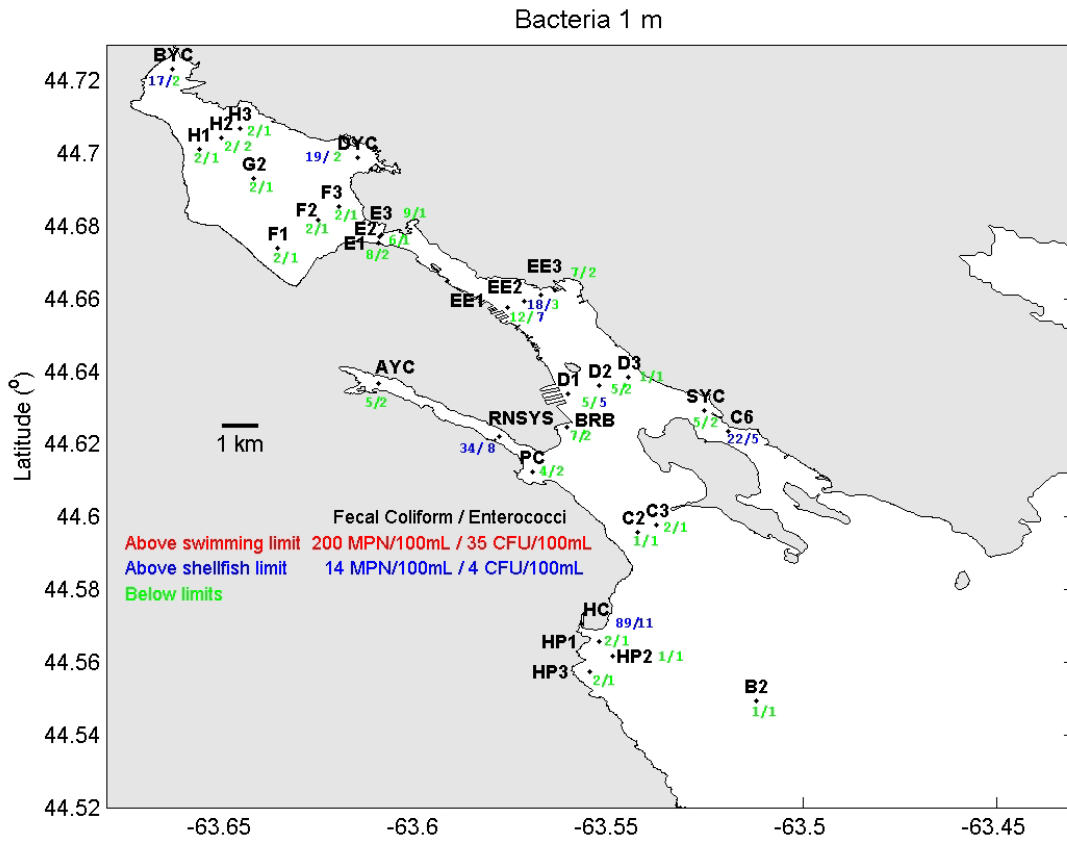 Bacteria 1 m
BYC
44.72
17/2
H3
H2
2/1
H1
2/2
2/1
DYC
44.7
19/ 2
G2
2/1
F3
E3
9/1
F2
2/1
E2
44.68
2/1
6/1
F1
E1
8/2
2/1
EE3
7/2
EE2
44.66
EE1
18/3
12/7
44.64
AYC
D3
D2
1/1
D1
5/2
SYC
5/2
5/5
C6
RNSYS
BRB
5/2
1 km
44.62
7/2
22/5
34/ 8
PC
4/2
Latitude (o)
44.6
Fecal Coliform / Enterococci
C3
C2
2/1
Above swimming limit 200 MPN/100mL / 35 CFU/100mL
1/1
Above shellfish limit 14 MPN/100mL / 4 CFU/100mL
44.58
Below limits
HC
89/11
HP1
2/1
44.56
HP2
1/1
HP3
2/1
B2
1/1
44.54
44.52
-63.65
-63.6
-63.55
-63.5
-63.45